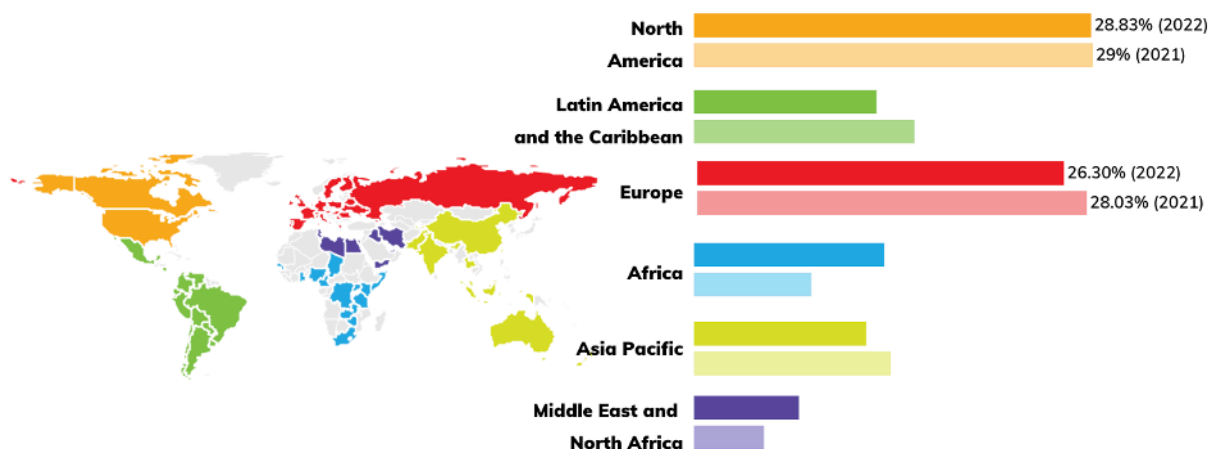 North
America
28.83% (2022)
29% (2021)
Latin America
and the Caribbean
Europe
26.30% (2022)
28.03% (2021)
Africa
Asia Pacific
Middle East and
North Africa